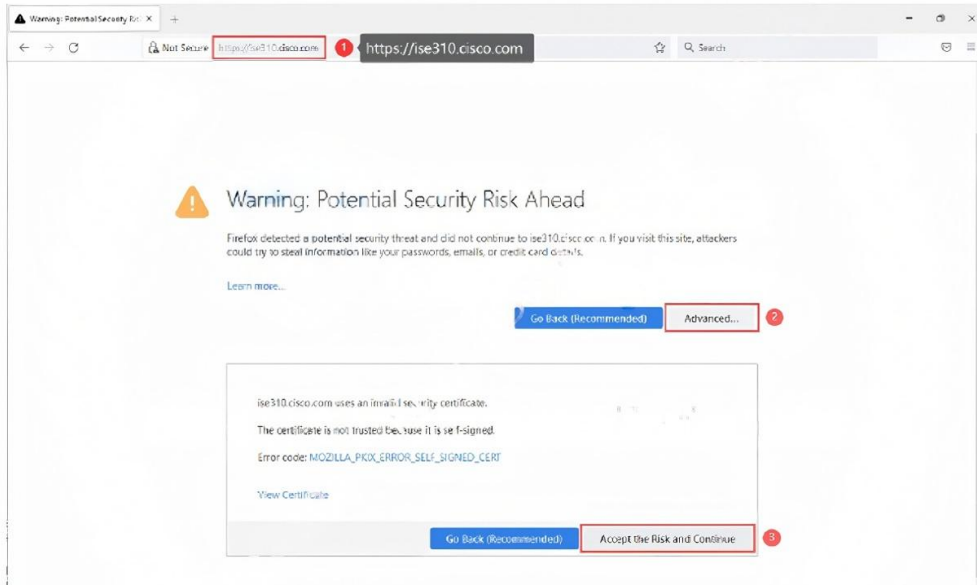 Warning: Potential Security Ris
Not Secure https://ise310.cisco.com 1 https://ise310.cisco.com Search
Warning: Potential Security Risk Ahead
Firefox detected a potential security threat and did not continue to ise310.cisco.com. If you visit this site, attackers
could try to steal information like your passwords, emails, or credit card details.
Learn more...
Go Back (Recommended) Advanced... 2
ise310.cisco.com uses an invalid security certificate.
The certificate is not trusted because it is self-signed.
Error code: MOZILLA_PKIX_ERROR_SELF_SIGNED_CERT
View Certificate
Go Back (Recommended) Accept the Risk and Continue 3